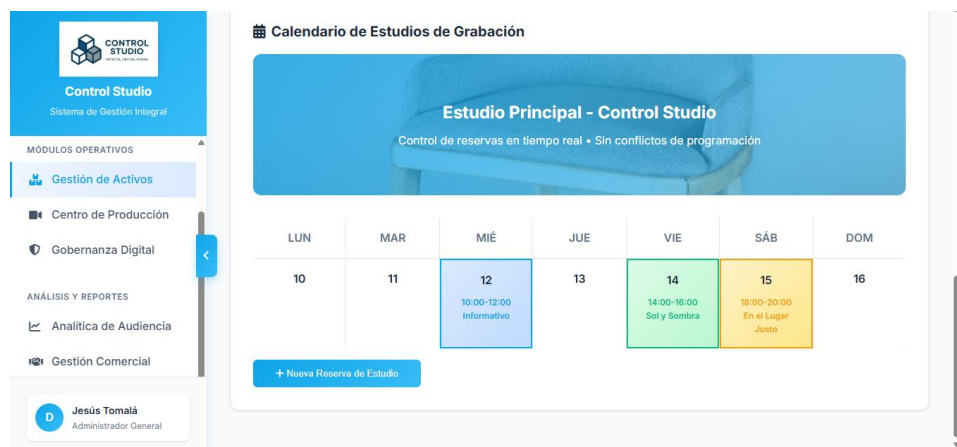 CONTROL
STUDIO
Control Studio
Sistema de Gestión Integral
MÓDULOS OPERATIVOS
Gestión de Activos
Centro de Producción
Gobernanza Digital
ANÁLISIS Y REPORTES
Analítica de Audiencia
Gestión Comercial
D
Jesús Tomalá
Administrador General
Calendario de Estudios de Grabación
Estudio Principal - Control Studio
Control de reservas en tiempo real • Sin conflictos de programación
LUN MAR MIÉ JUE VIE SÁB DOM
10 11 12 13 14 15 16
10:00-12:00 14:00-16:00 18:00-20:00
Informativo Sol y Sombra En el Lugar
Justo
+ Nueva Reserva de Estudio